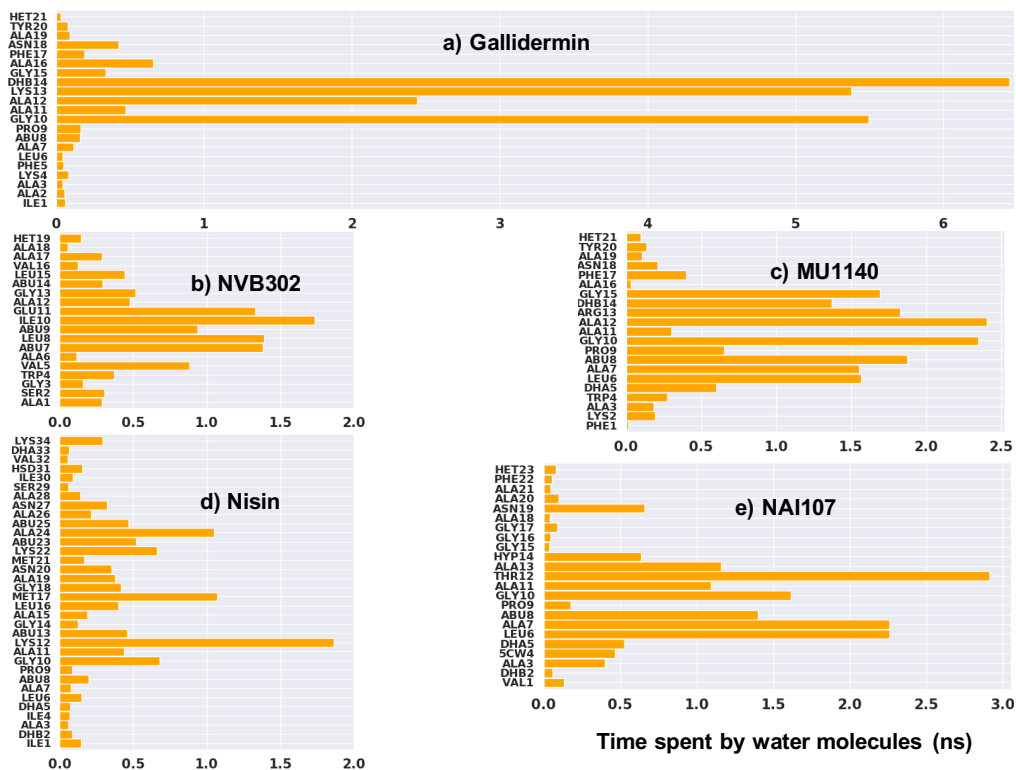 a) Gallidermin
HET21
TYR20
ALA19
ASN18
PHE17
ALA16
GLY15
DHB14
LYS13
ALA12
ALA11
GLY10
PRO9
ABU8
ALA7
LEU6
PHE5
LYS4
ALA3
ALA2
ILE1
0 1 2 3 4 5 6
b) NVB302
HET19
ALA18
ALA17
VAL16
LEU15
ABU14
GLY13
ALA12
GLU11
ILE10
ABU9
LEU8
ABU7
ALA6
VAL5
TRP4
GLY3
SER2
ALA1
0.0 0.5 1.0 1.5 2.0
c) MU1140
HET21
TYR20
ALA19
ASN18
PHE17
ALA16
GLY15
DHB14
ARG13
ALA12
ALA11
GLY10
PRO9
ABU8
ALA7
LEU6
DHA5
TRP4
ALA3
LYS2
PHE1
0.0 0.5 1.0 1.5 2.0 2.5
d) Nisin
LYS34
DHA33
VAL32
HSD31
ILE30
SER29
ALA28
ASN27
ALA26
ABU25
ALA24
ABU23
LYS22
MET21
ASN20
ALA19
GLY18
MET17
LEU16
ALA15
GLY14
ABU13
LYS12
ALA11
GLY10
PRO9
ABU8
ALA7
LEU6
DHA5
ILE4
ALA3
DHB2
ILE1
0.0 0.5 1.0 1.5 2.0
e) NAI107
HET23
PHE22
ALA21
ALA20
ASN19
ALA18
GLY17
GLY16
GLY15
HYP14
ALA13
THR12
ALA11
GLY10
PRO9
ABU8
ALA7
LEU6
DHA5
5CW4
ALA3
DHB2
VAL1
0.0 0.5 1.0 1.5 2.0 2.5 3.0
Time spent by water molecules (ns)